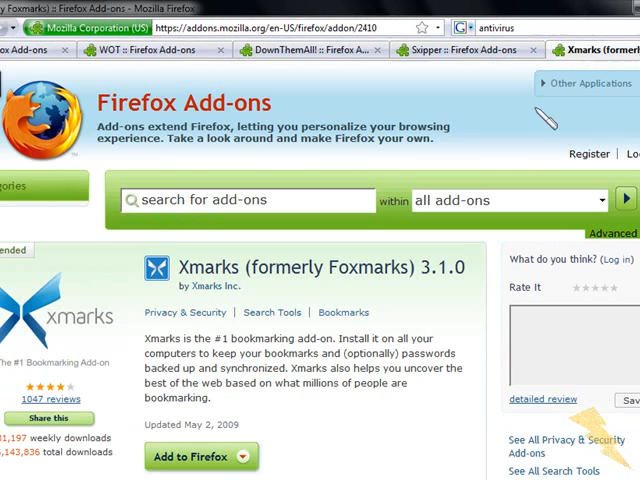 y Foxmarks) :: Firefox Add-ons - Mozilla Firefox
Mozilla Corporation (US) https://addons.mozilla.org/en-US/firefox/addon/2410 antivirus
ox Add-ons WOT :: Firefox Add-ons DownThemAll! :: Firefox A... Sxipper :: Firefox Add-ons Xmarks (formerly Foxm
Firefox Add-ons
Other Applications
Add-ons extend Firefox, letting you personalize your browsing
experience. Take a look around and make Firefox your own.
Register Lo
gories
search for add-ons within all add-ons
Advanced
ended
Xmarks (formerly Foxmarks) 3.1.0
by Xmarks Inc.
Privacy & Security Search Tools Bookmarks
Xmarks is the #1 bookmarking add-on. Install it on all your
computers to keep your bookmarks and (optionally) passwords
backed up and synchronized. Xmarks also helps you uncover the
best of the web based on what millions of people are
bookmarking.
Updated May 2, 2009
Add to Firefox
xmarks
The #1 Bookmarking Add-on
1047 reviews
Share this
1,197 weekly downloads
,143,836 total downloads
What do you think? (Log in)
Rate It
detailed review Sav
See All Privacy & Security
Add-ons
See All Search Tools